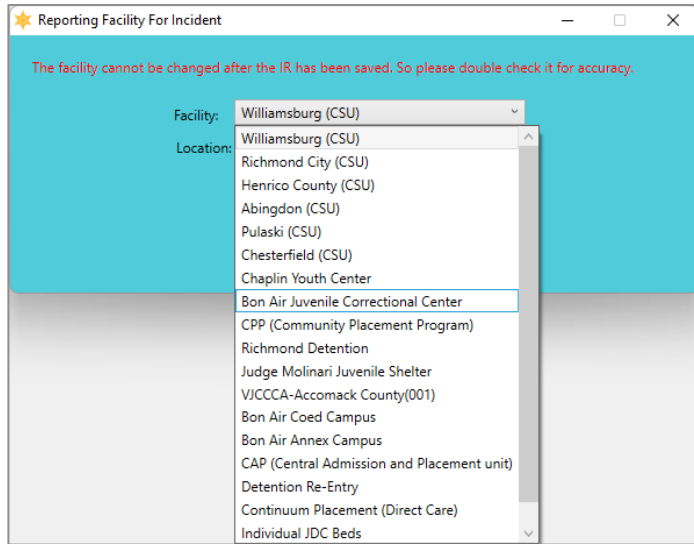 Reporting Facility For Incident
The facility cannot be changed after the IR has been saved. So please double check it for accuracy.
Facility: Williamsburg (CSU)
Location: Williamsburg (CSU)
Richmond City (CSU)
Henrico County (CSU)
Abingdon (CSU)
Pulaski (CSU)
Chesterfield (CSU)
Chaplin Youth Center
Bon Air Juvenile Correctional Center
CPP (Community Placement Program)
Richmond Detention
Judge Molinari Juvenile Shelter
VJCCCA-Accomack County(001)
Bon Air Coed Campus
Bon Air Annex Campus
CAP (Central Admission and Placement unit)
Detention Re-Entry
Continuum Placement (Direct Care)
Individual JDC Beds